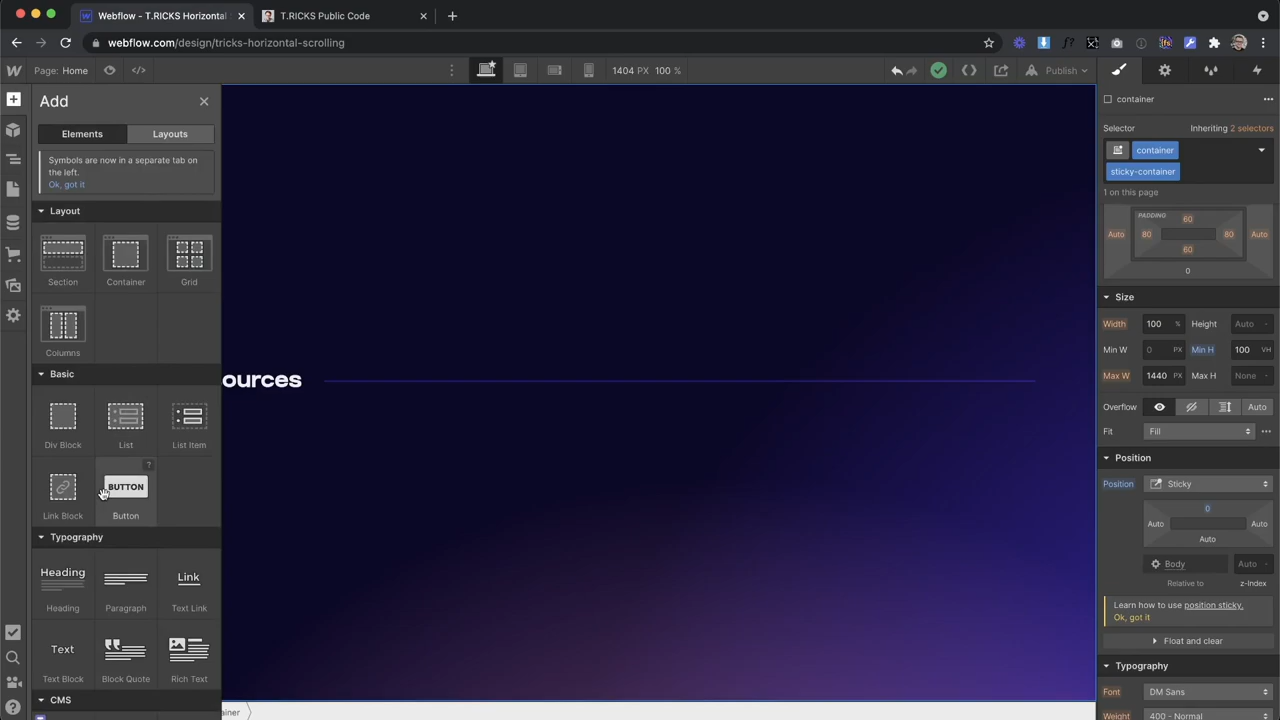 Webflow - T.RICKS Horizontal
T.RICKS Public Code
webflow.com/design/tricks-horizontal-scrolling
Page: Home
1404 PX 100 %
Publish
Add
Elements
Layouts
Symbols are now in a separate tab on
the left.
Ok, got it
Layout
Section
Container
Grid
Columns
Basic
Div Block
List
List Item
?
BUTTON
Link Block
Button
Typography
Heading
Link
Heading
Paragraph
Text Link
Text
Text Block
Block Quote
Rich Text
CMS
ources
ainer
container
Selector
Inheriting 2 selectors
container
sticky-container
1 on this page
PADDING
60
Auto
80
80
Auto
60
0
Size
Width
100 %
Height
Auto -
Min W
0 PX
Min H
100 VH
Max W
1440 PX
Max H
None -
Overflow
Auto
Fit
Fill
Position
Position
Sticky
0
Auto
Auto
Auto
Body
Auto -
Relative to
z-Index
Learn how to use position sticky.
Ok, got it
Float and clear
Typography
Font
DM Sans
Weight
400 - Normal